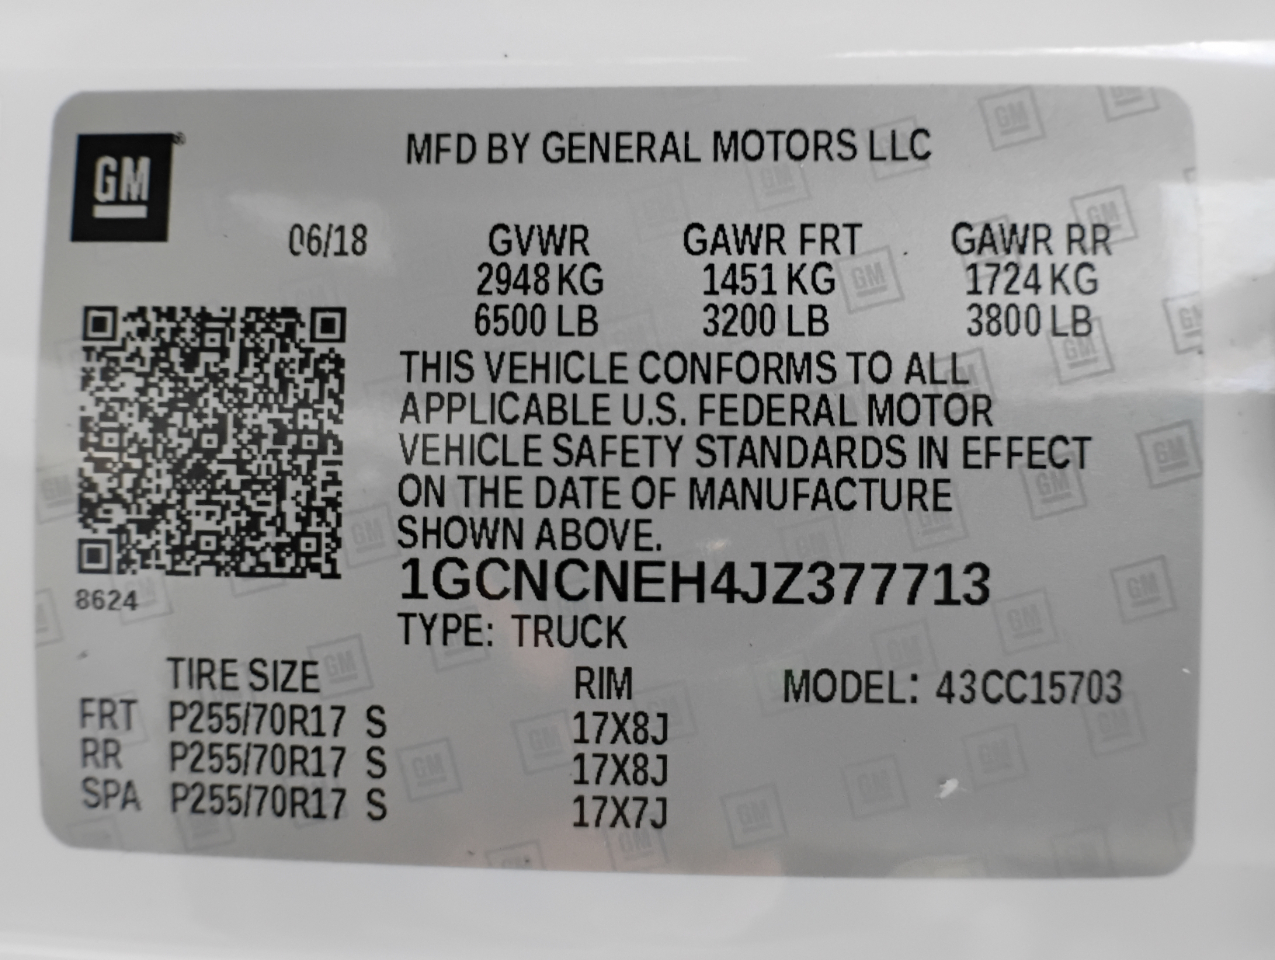 GM
MFD BY GENERAL MOTORS LLC
06/18 GVWR GAWR FRT GAWR RR
2948 KG 1451 KG 1724 KG
6500 LB 3200 LB 3800 LB
THIS VEHICLE CONFORMS TO ALL
APPLICABLE U.S. FEDERAL MOTOR
VEHICLE SAFETY STANDARDS IN EFFECT
ON THE DATE OF MANUFACTURE
SHOWN ABOVE.
1GCNCNEH4JZ377713
8624
TYPE: TRUCK
TIRE SIZE RIM MODEL: 43CC15703
FRT P255/70R17 S 17X8J
RR P255/70R17 S 17X8J
SPA P255/70R17 S 17X7J